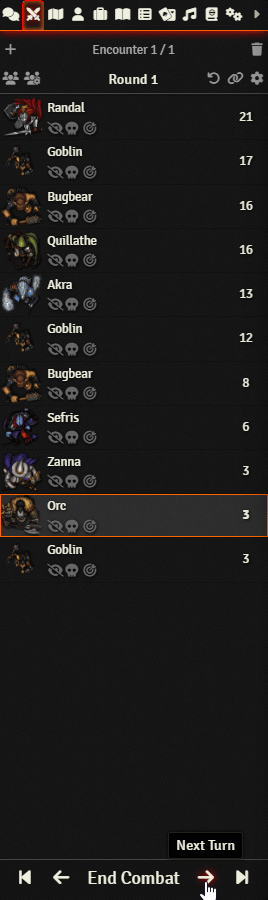 Encounter 1 / 1
Round 1
Randal
21
Goblin
17
Bugbear
16
Quillathe
16
Akra
13
Goblin
12
Bugbear
8
Sefris
6
Zanna
3
Orc
3
Goblin
3
Next Turn
End Combat